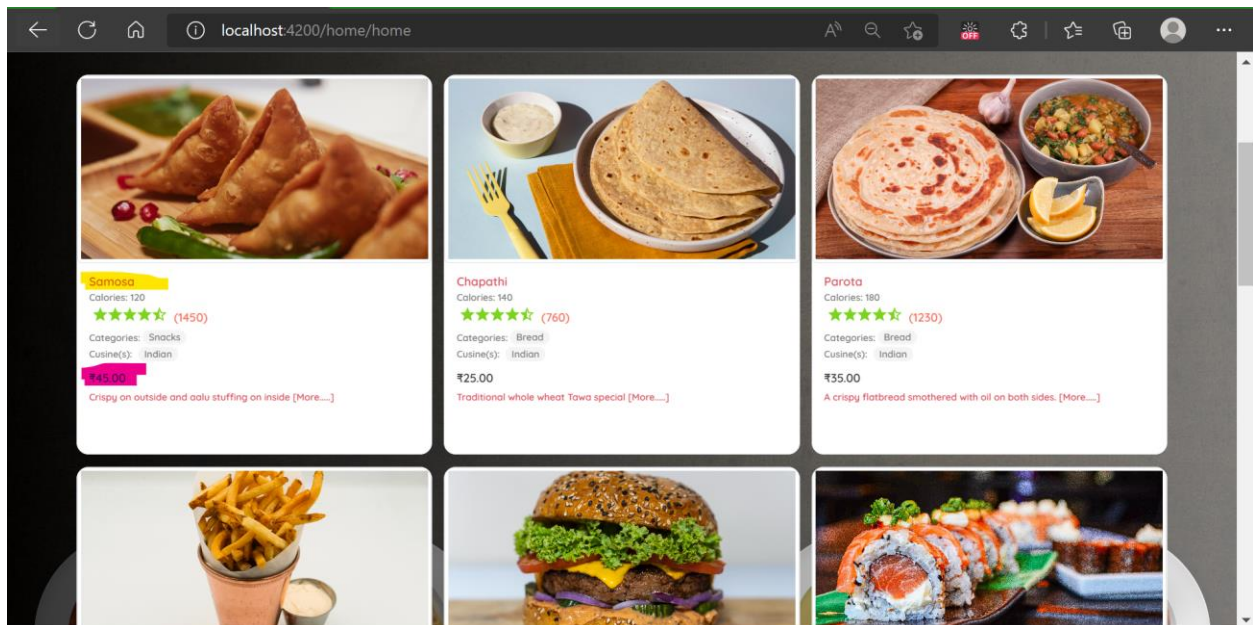 localhost:4200/home/home
OFF
Samosa
Calories: 120
(1450)
Categories: Snacks
Cusine(s): Indian
₹45.00
Crispy on outside and aalu stuffing on inside [More.....]
Chapathi
Calories: 140
(760)
Categories: Bread
Cusine(s): Indian
₹25.00
Traditional whole wheat Tawa special [More.....]
Parota
Calories: 180
(1230)
Categories: Bread
Cusine(s): Indian
₹35.00
A crispy flatbread smothered with oil on both sides. [More.....]